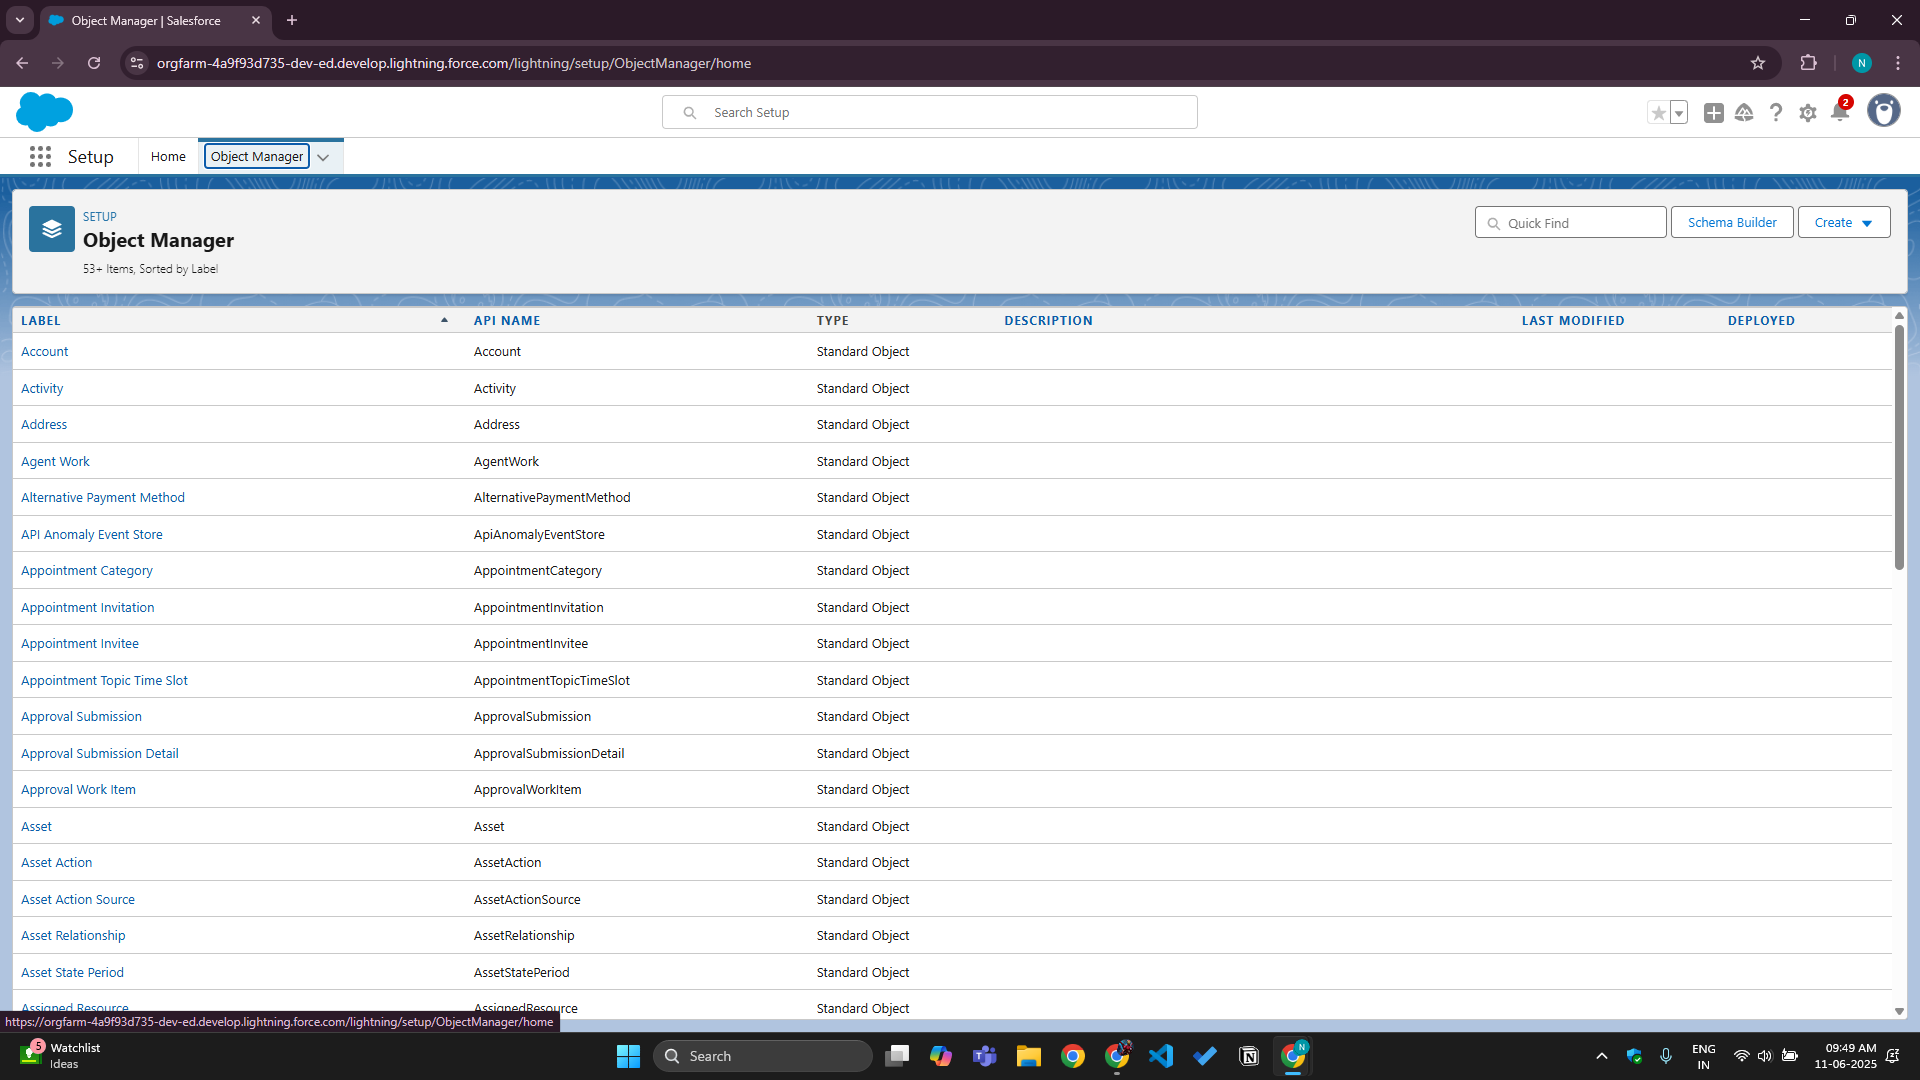 Object Manager | Salesforce
orgfarm-4a9f93d735-dev-ed.develop.lightning.force.com/lightning/setup/ObjectManager/home
N
Search Setup
2
Setup
Home
Object Manager
SETUP
Object Manager
53+ Items, Sorted by Label
Quick Find
Schema Builder
Create
LABEL API NAME TYPE DESCRIPTION LAST MODIFIED DEPLOYED
Account Account Standard Object
Activity Activity Standard Object
Address Address Standard Object
Agent Work AgentWork Standard Object
Alternative Payment Method AlternativePaymentMethod Standard Object
API Anomaly Event Store ApiAnomalyEventStore Standard Object
Appointment Category AppointmentCategory Standard Object
Appointment Invitation AppointmentInvitation Standard Object
Appointment Invitee AppointmentInvitee Standard Object
Appointment Topic Time Slot AppointmentTopicTimeSlot Standard Object
Approval Submission ApprovalSubmission Standard Object
Approval Submission Detail ApprovalSubmissionDetail Standard Object
Approval Work Item ApprovalWorkItem Standard Object
Asset Asset Standard Object
Asset Action AssetAction Standard Object
Asset Action Source AssetActionSource Standard Object
Asset Relationship AssetRelationship Standard Object
Asset State Period AssetStatePeriod Standard Object
Assigned Resource AssignedResource Standard Object
https://orgfarm-4a9f93d735-dev-ed.develop.lightning.force.com/lightning/setup/ObjectManager/home
5
Watchlist
Ideas
Search
N
ENG
IN
09:49 AM
11-06-2025